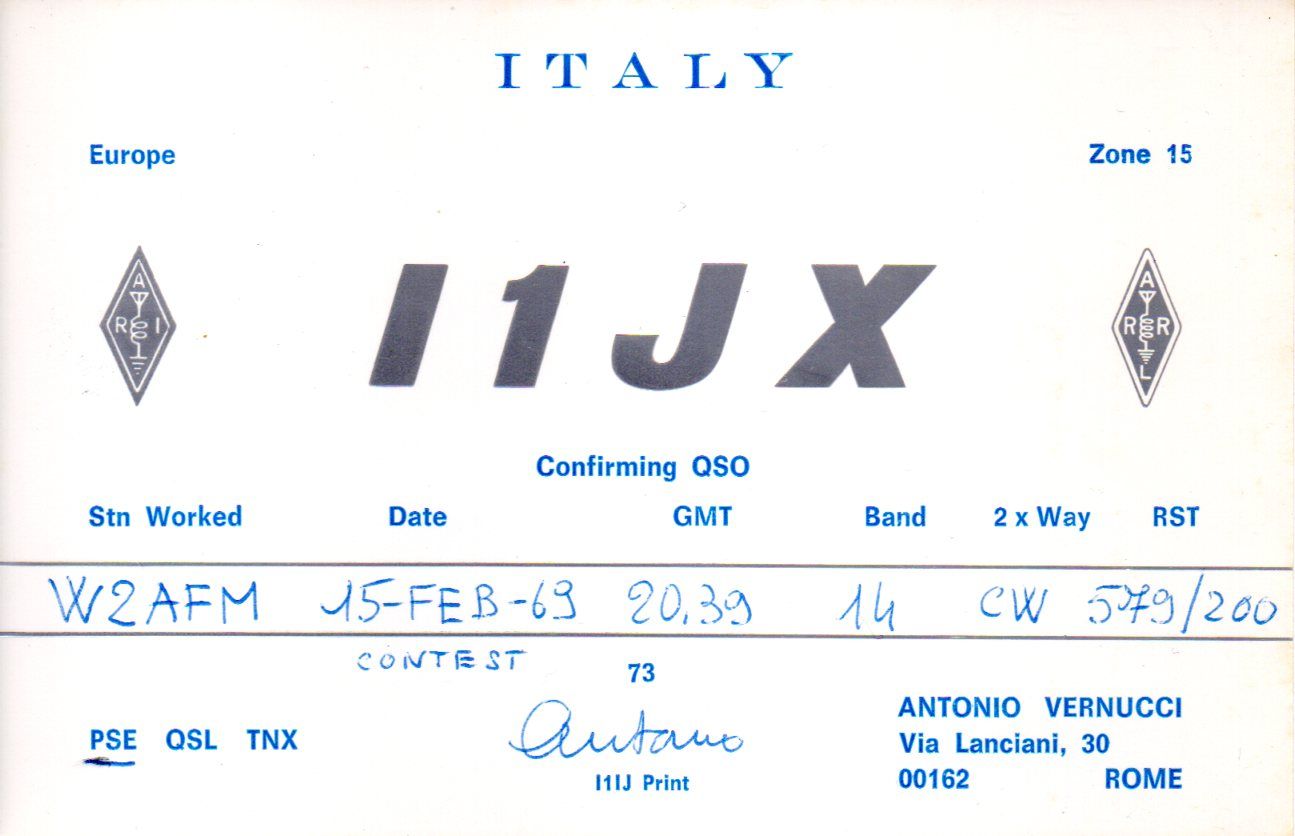 ITALY
Europe Zone 15
A
R I
I1JX
A
R R
L
Confirming QSO
Stn Worked Date GMT Band 2 x Way RST
W2AFM 15-FEB-69 20.39 14 CW 579/200
CONTEST
73
PSE QSL TNX
Antonio
I1IJ Print
ANTONIO VERNUCCI
Via Lanciani, 30
00162 ROME